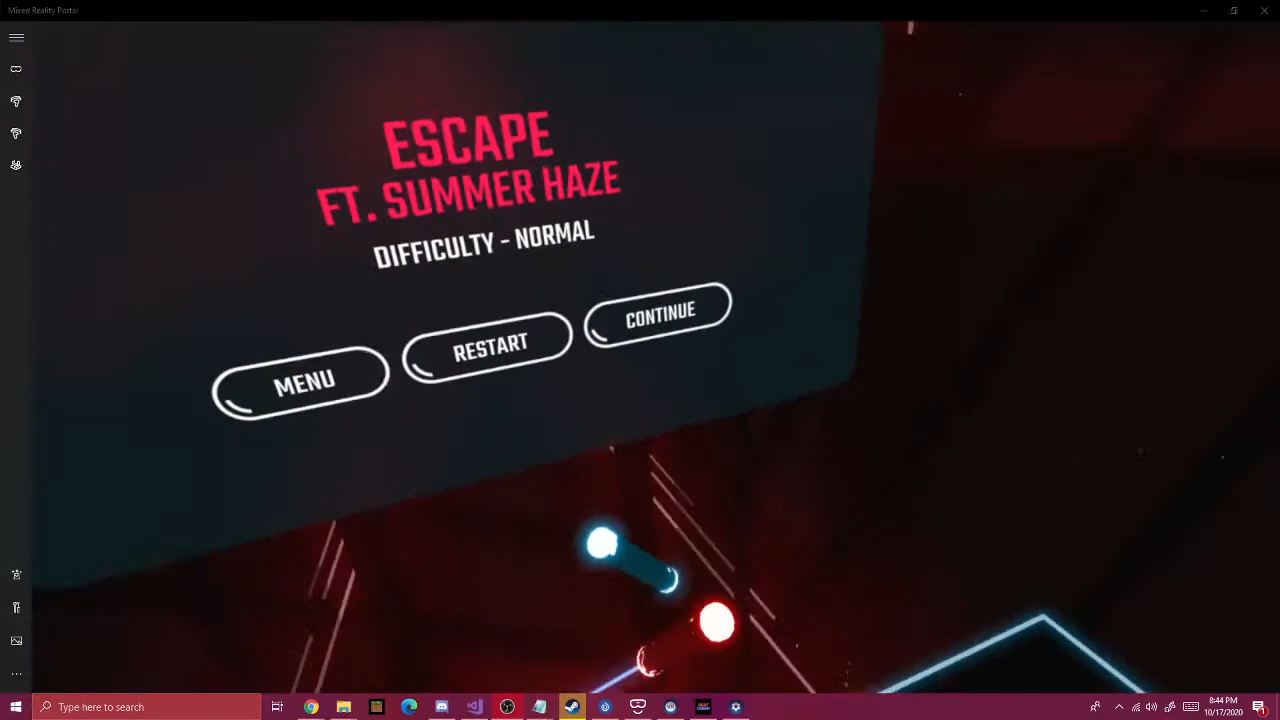 Mixed Reality Portal
ESCAPE
FT. SUMMER HAZE
DIFFICULTY - NORMAL
MENU
RESTART
CONTINUE
Type here to search
8:44 PM
10/17/2020